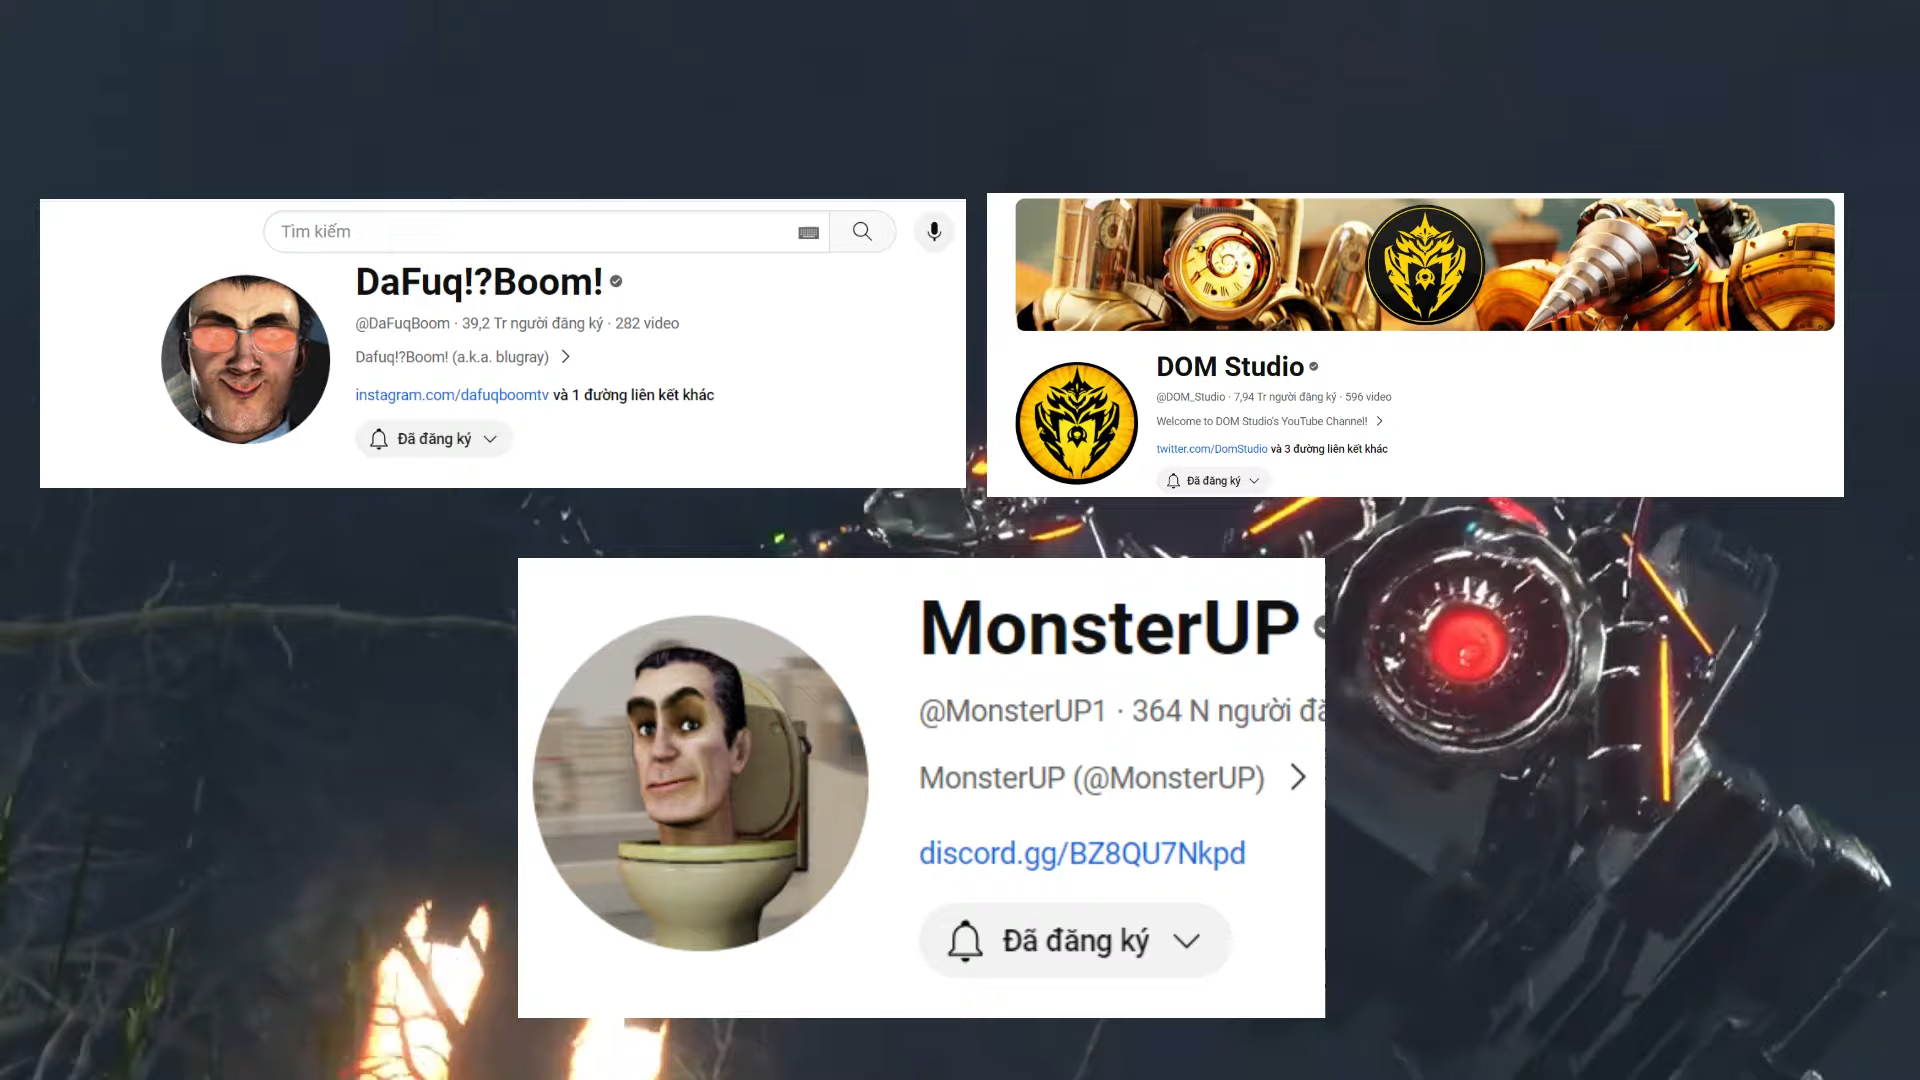 Tìm kiếm
DaFuq!?Boom!
@DaFuqBoom · 39,2 Tr người đăng ký · 282 video
Dafuq!?Boom! (a.k.a. blugray)
instagram.com/dafuqboomtv và 1 đường liên kết khác
Đã đăng ký
DOM Studio
@DOM_Studio · 7,94 Tr người đăng ký · 596 video
Welcome to DOM Studio's YouTube Channel!
twitter.com/DomStudio và 3 đường liên kết khác
Đã đăng ký
MonsterUP
@MonsterUP1 · 364 N người đă
MonsterUP (@MonsterUP)
discord.gg/BZ8QU7Nkpd
Đã đăng ký